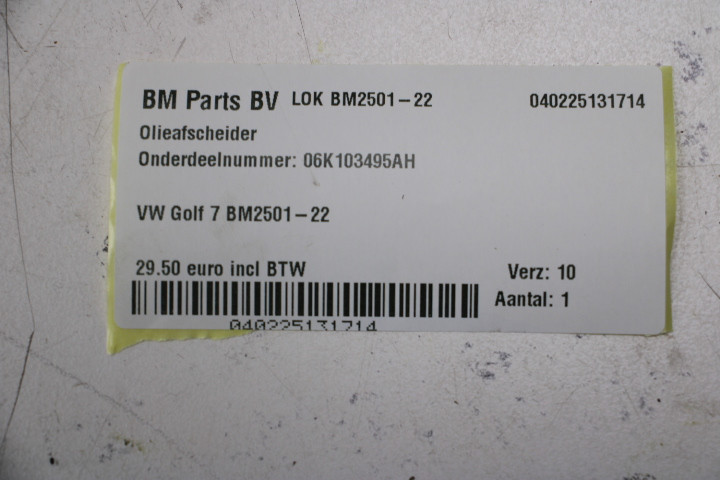 BM Parts BV LOK BM2501-22 040225131714
Olieafscheider
Onderdeelnummer: 06K103495AH
VW Golf 7 BM2501-22
29.50 euro incl BTW Verz: 10
Aantal: 1
040225131714